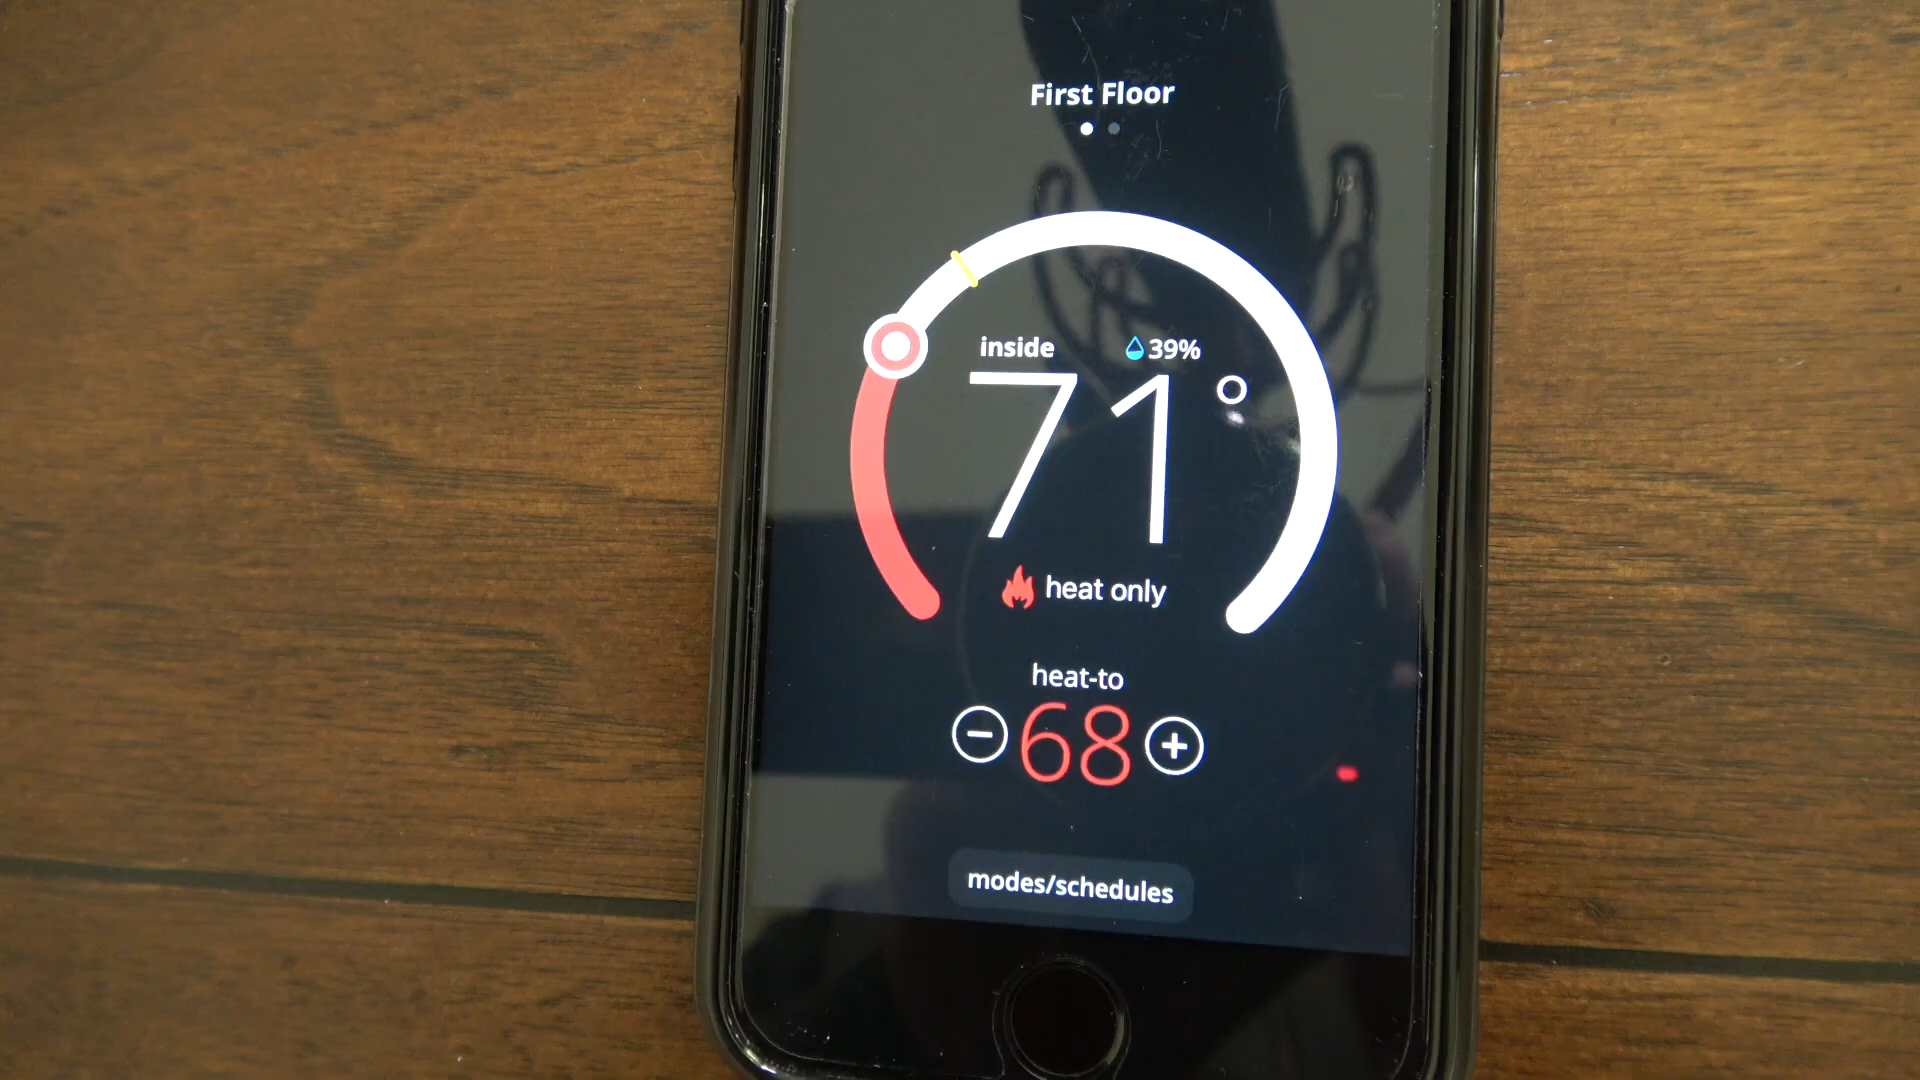 First Floor
inside 39%
71°
heat only
heat-to
68
modes/schedules